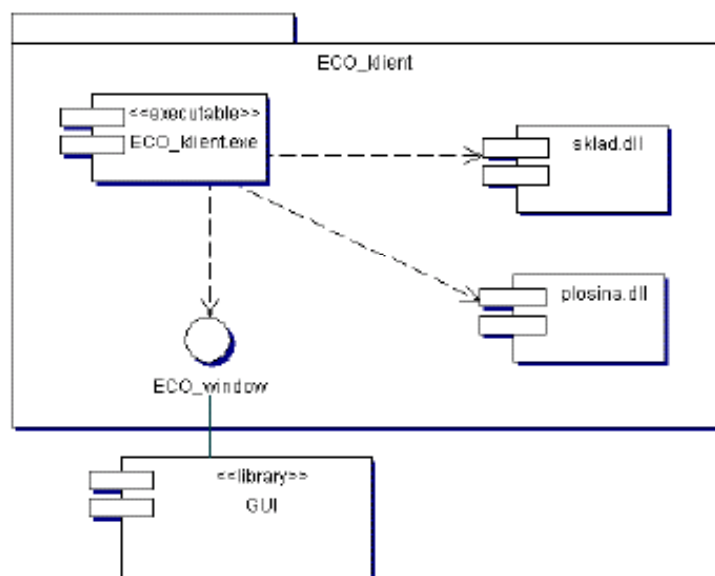 ECO_klient
<<executable>>
ECO_klient.exe
sklad.dll
plosina.dll
ECO_window
<<library>>
GUI